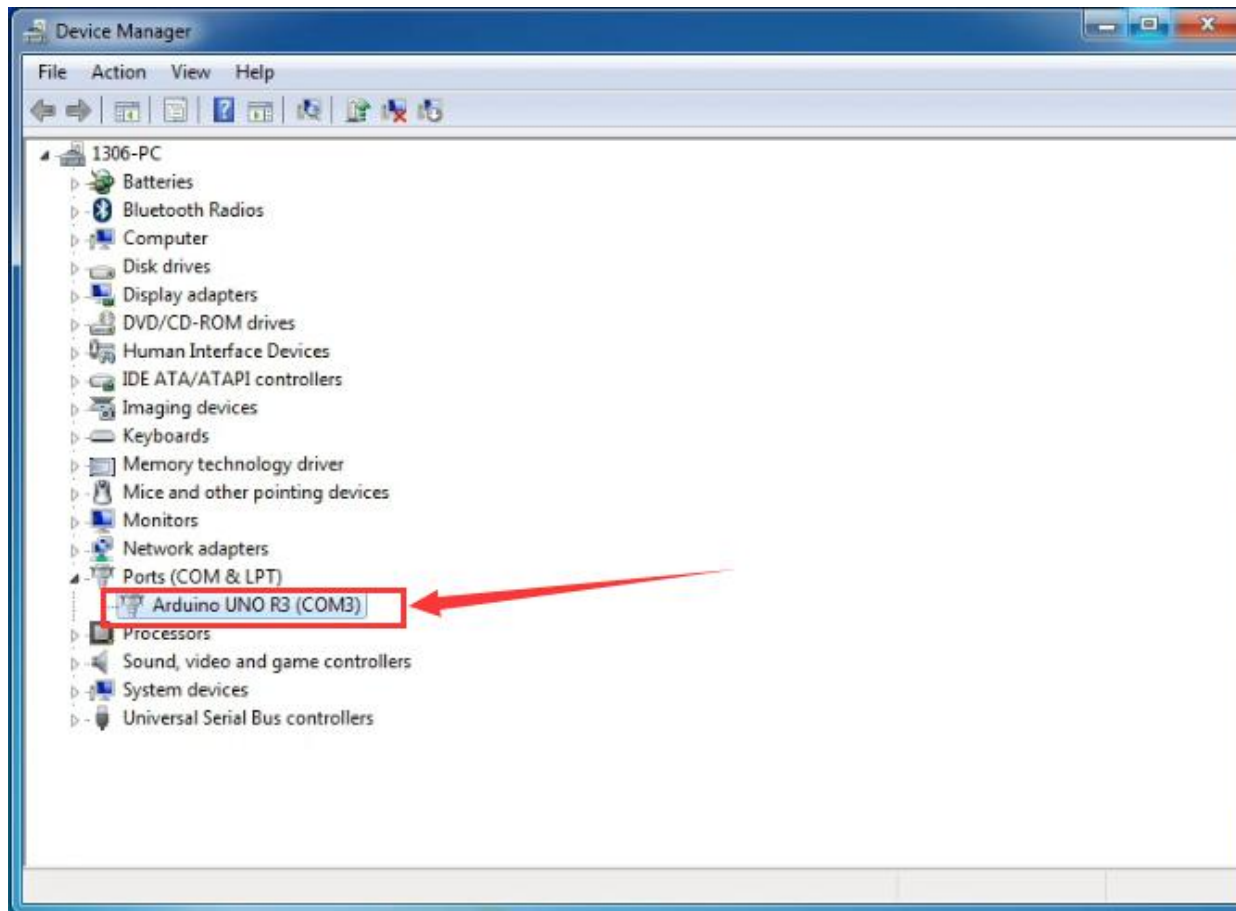 Device Manager
File Action View Help
1306-PC
Batteries
Bluetooth Radios
Computer
Disk drives
Display adapters
DVD/CD-ROM drives
Human Interface Devices
IDE ATA/ATAPI controllers
Imaging devices
Keyboards
Memory technology driver
Mice and other pointing devices
Monitors
Network adapters
Ports (COM & LPT)
Arduino UNO R3 (COM3)
Processors
Sound, video and game controllers
System devices
Universal Serial Bus controllers